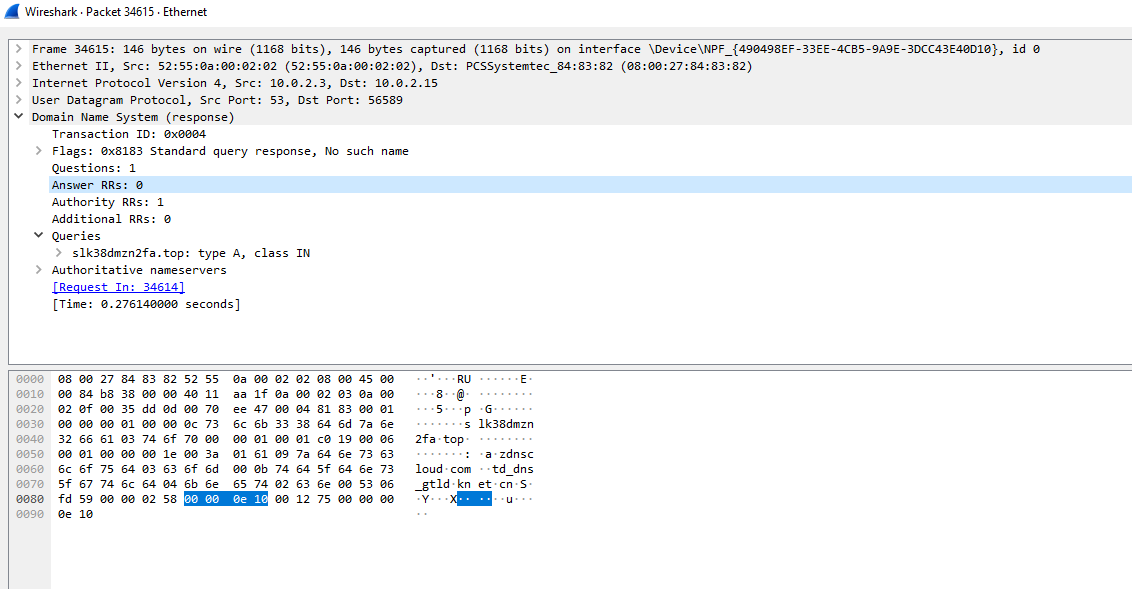 Wireshark · Packet 34615 · Ethernet
Frame 34615: 146 bytes on wire (1168 bits), 146 bytes captured (1168 bits) on interface \Device\NPF_{490498EF-33EE-4CB5-9A9E-3DCC43E40D10}, id 0
Ethernet II, Src: 52:55:0a:00:02:02 (52:55:0a:00:02:02), Dst: PCSSystemtec_84:83:82 (08:00:27:84:83:82)
Internet Protocol Version 4, Src: 10.0.2.3, Dst: 10.0.2.15
User Datagram Protocol, Src Port: 53, Dst Port: 56589
Domain Name System (response)
Transaction ID: 0x0004
Flags: 0x8183 Standard query response, No such name
Questions: 1
Answer RRs: 0
Authority RRs: 1
Additional RRs: 0
Queries
slk38dmzn2fa.top: type A, class IN
Authoritative nameservers
[Request In: 34614]
[Time: 0.276140000 seconds]
0000 08 00 27 84 83 82 52 55 0a 00 02 02 08 00 45 00 ··'···RU ······E·
0010 00 84 b8 38 00 00 40 11 aa 1f 0a 00 02 03 0a 00 ···8··@· ········
0020 02 0f 00 35 dd 0d 00 70 ee 47 00 04 81 83 00 01 ···5···p ·G······
0030 00 00 00 01 00 00 0c 73 6c 6b 33 38 64 6d 7a 6e ·······s lk38dmzn
0040 32 66 61 03 74 6f 70 00 00 01 00 01 c0 19 00 06 2fa·top· ········
0050 00 01 00 00 00 1e 00 3a 01 61 09 7a 64 6e 73 63 ·······: ·a·zdnsc
0060 6c 6f 75 64 03 63 6f 6d 00 0b 74 64 5f 64 6e 73 loud·com ··td_dns
0070 5f 67 74 6c 64 04 6b 6e 65 74 02 63 6e 00 53 06 _gtld·kn et·cn·S·
0080 fd 59 00 00 02 58 00 00 0e 10 00 12 75 00 00 00 ·Y···X·· ····u···
0090 0e 10 ··